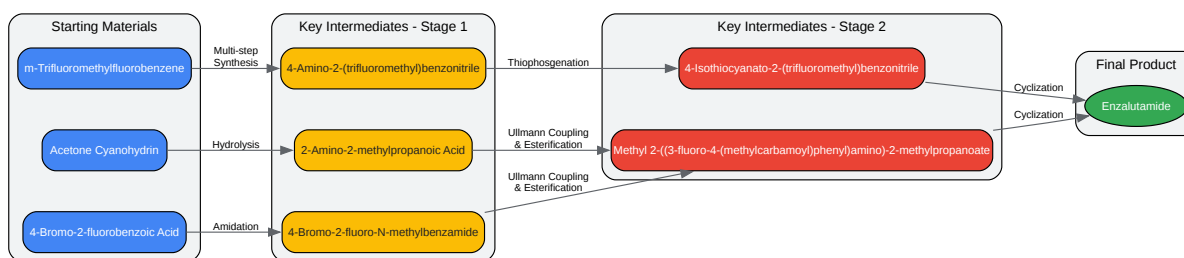 Starting Materials
Key Intermediates - Stage 1
Key Intermediates - Stage 2
Final Product
m-Trifluoromethylfluorobenzene
Multi-step
Synthesis
4-Amino-2-(trifluoromethyl)benzonitrile
Thiophosgenation
4-Isothiocyanato-2-(trifluoromethyl)benzonitrile
Cyclization
Enzalutamide
Acetone Cyanohydrin
Hydrolysis
2-Amino-2-methylpropanoic Acid
Ullmann Coupling
& Esterification
Methyl 2-((3-fluoro-4-(methylcarbamoyl)phenyl)amino)-2-methylpropanoate
Cyclization
4-Bromo-2-fluorobenzoic Acid
Amidation
4-Bromo-2-fluoro-N-methylbenzamide
Ullmann Coupling
& Esterification